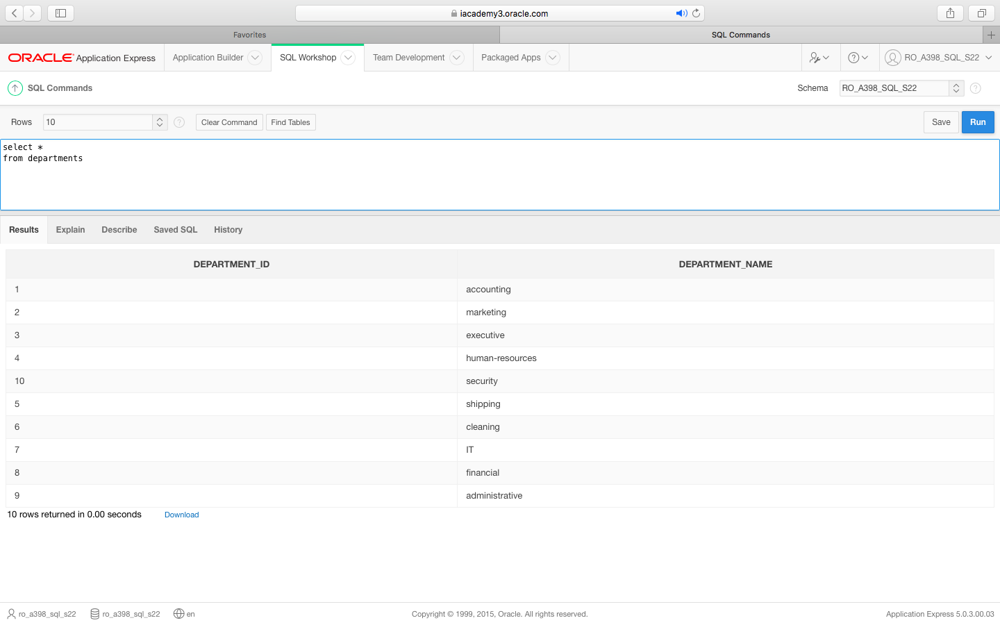 iacademy3.oracle.com
Favorites
SQL Commands
ORACLE Application Express
Application Builder
SQL Workshop
Team Development
Packaged Apps
RO_A398_SQL_S22
SQL Commands
Schema
RO_A398_SQL_S22
Rows
10
Clear Command
Find Tables
Save
Run
select *
from departments
Results
Explain
Describe
Saved SQL
History
DEPARTMENT_ID DEPARTMENT_NAME
1 accounting
2 marketing
3 executive
4 human-resources
10 security
5 shipping
6 cleaning
7 IT
8 financial
9 administrative
10 rows returned in 0.00 seconds
Download
ro_a398_sql_s22
ro_a398_sql_s22
en
Copyright © 1999, 2015, Oracle. All rights reserved.
Application Express 5.0.3.00.03